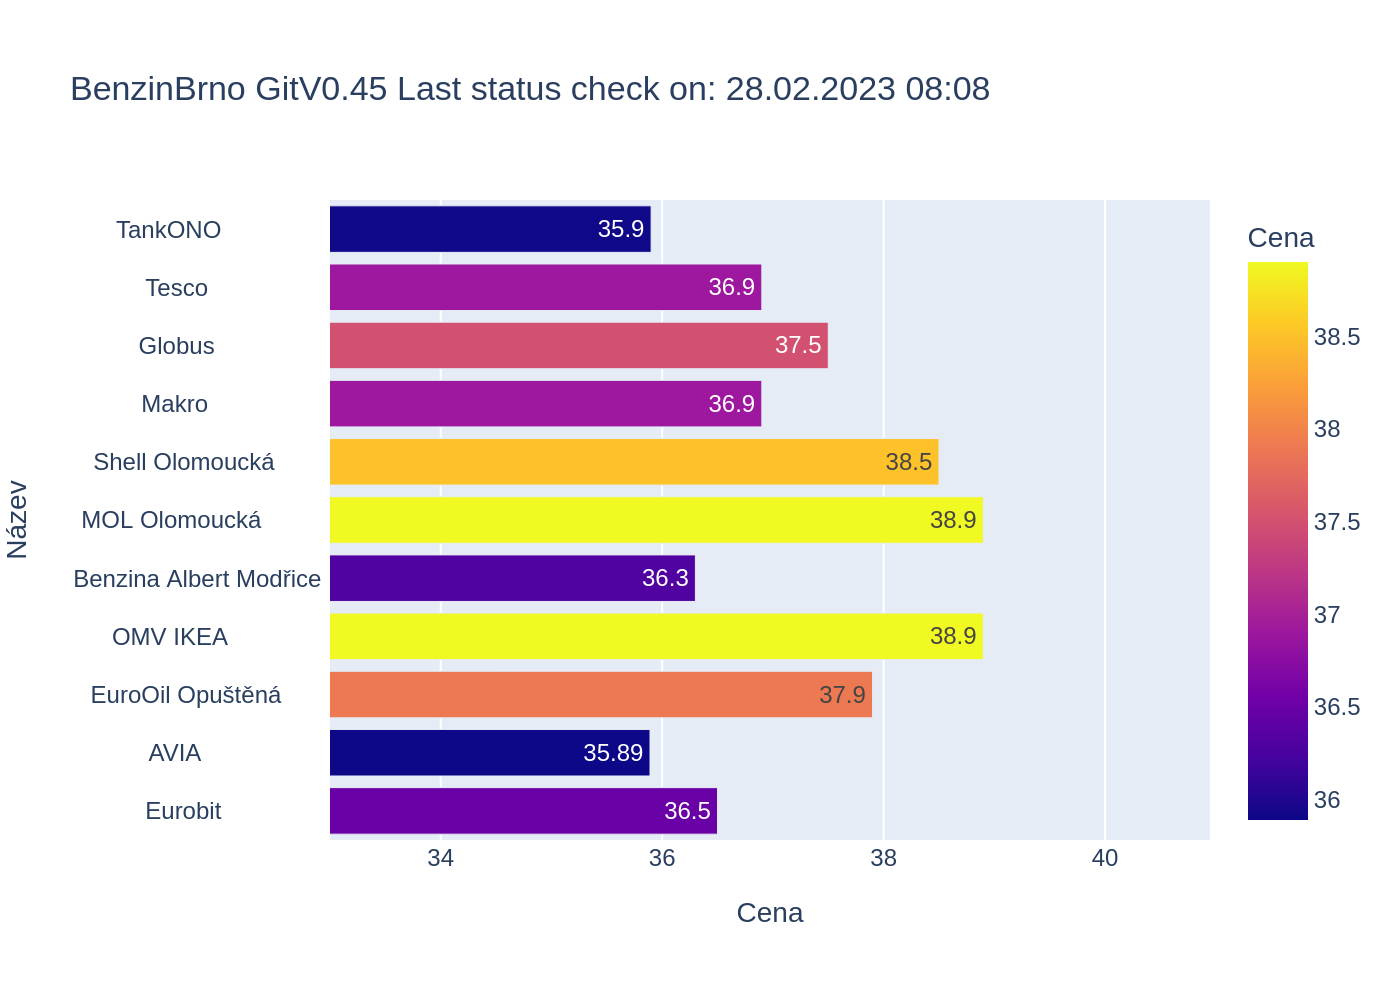 BenzinBrno GitV0.45 Last status check on: 28.02.2023 08:08
Název
TankONO
35.9
Tesco
36.9
Globus
37.5
Makro
36.9
Shell Olomoucká
38.5
MOL Olomoucká
38.9
Benzina Albert Modřice
36.3
OMV IKEA
38.9
EuroOil Opuštěná
37.9
AVIA
35.89
Eurobit
36.5
34
36
38
40
Cena
Cena
38.5
38
37.5
37
36.5
36